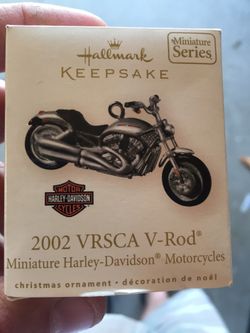 Hallmark
KEEPSAKE
Miniature
Series
MOTOR
HARLEY-DAVIDSON
CYCLES
2002 VRSCA V-Rod®
Miniature Harley-Davidson® Motorcycles
christmas ornament • décoration de noël